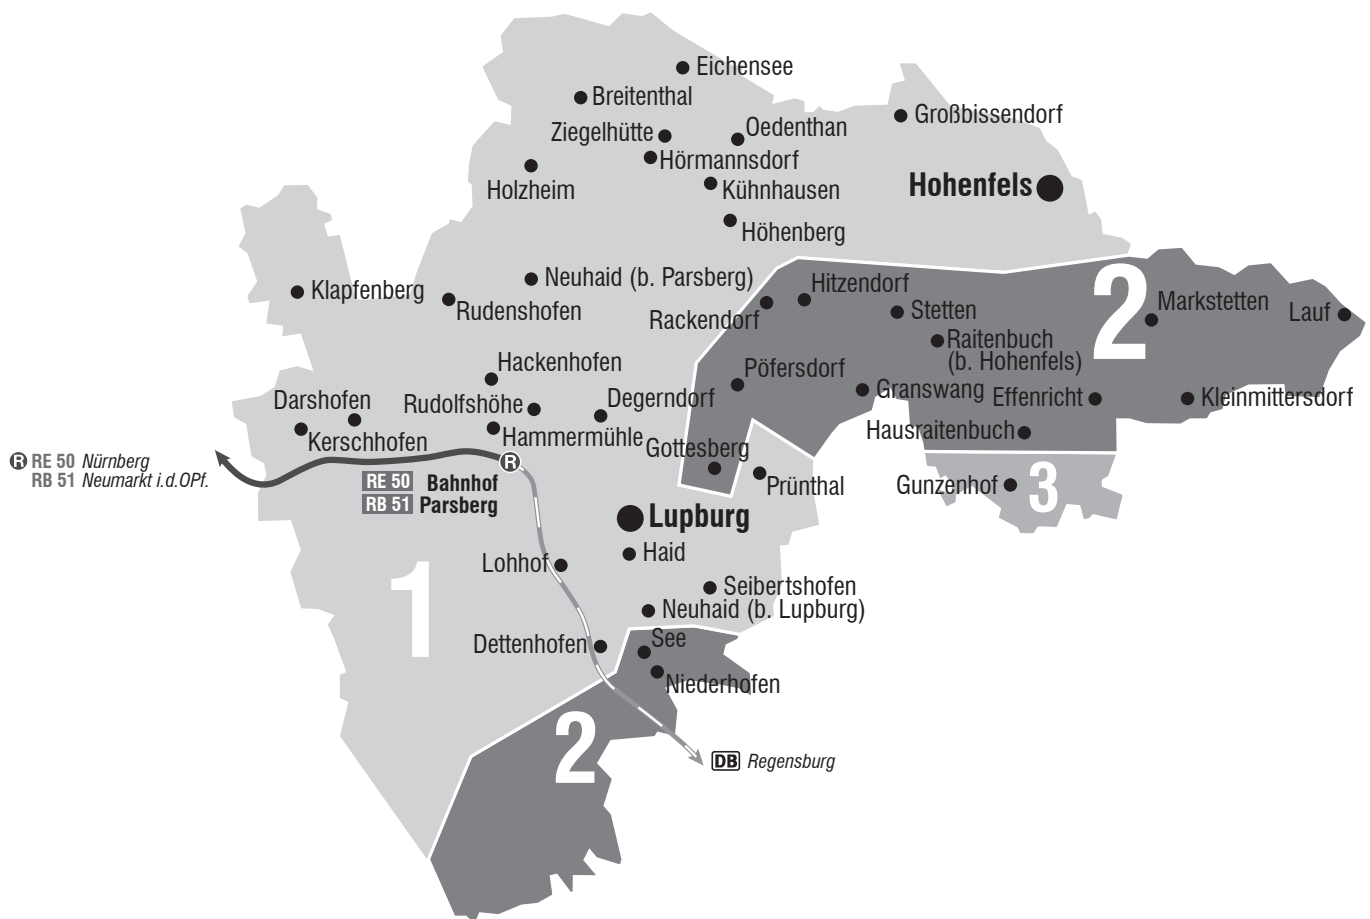 Eichensee
Breitenthal
Großbissendorf
Ziegelhütte
Oedenthan
Hörmannsdorf
Holzheim
Kühnhausen
Hohenfels
Höhenberg
Klapfenberg
Neuhaid (b. Parsberg)
Hitzendorf
2
Markstetten
Rudenshofen
Rackendorf
Stetten
Lauf
Raitenbuch
(b. Hohenfels)
Hackenhofen
Pöfersdorf
Darshofen
Rudolfshöhe
Degerndorf
Granswang
Effenricht
Kleinmittersdorf
Kerschhofen
Hammermühle
Gottesberg
Hausraitenbuch
R RE 50 Nürnberg
RB 51 Neumarkt i.d.OPf.
R
RE 50 Bahnhof
RB 51 Parsberg
Prünthal
Gunzenhof
3
Lupburg
Haid
Lohhof
1
Seibertshofen
Neuhaid (b. Lupburg)
Dettenhofen
See
Niederhofen
2
DB Regensburg